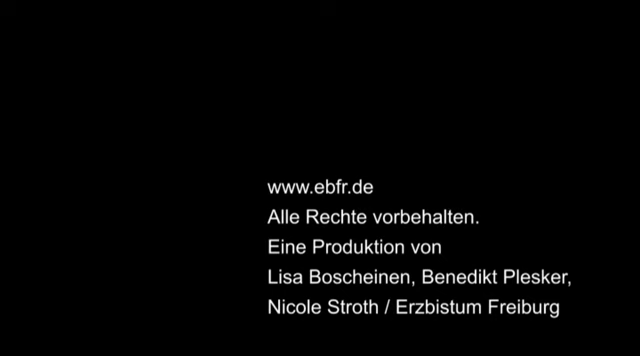 www.ebfr.de
Alle Rechte vorbehalten.
Eine Produktion von
Lisa Boscheinen, Benedikt Plesker,
Nicole Stroth / Erzbistum Freiburg